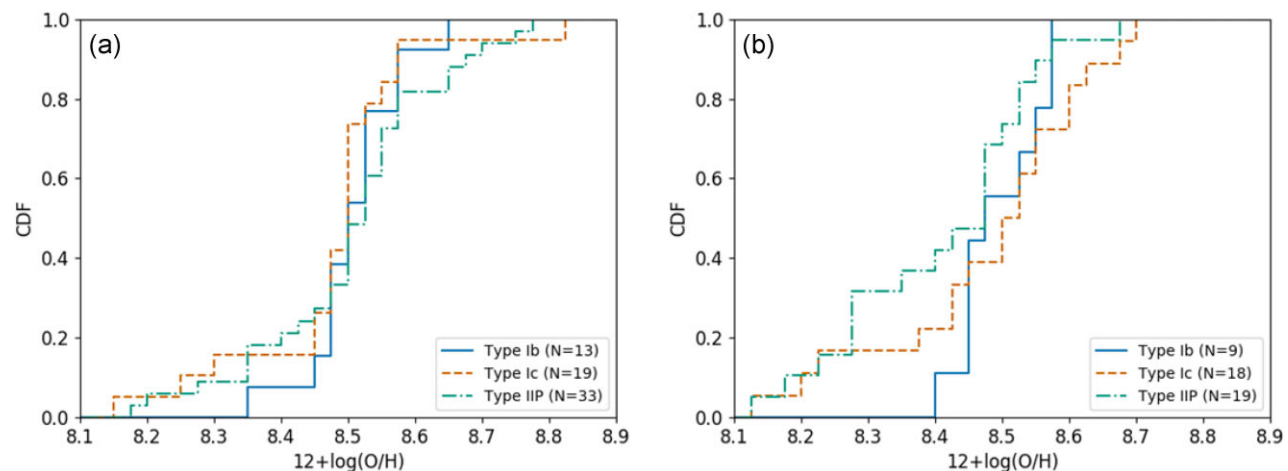 (a)
1.0
0.8
0.6
0.4
0.2
0.0
CDF
8.1 8.2 8.3 8.4 8.5 8.6 8.7 8.8 8.9
12+log(O/H)
Type Ib (N=13)
Type Ic (N=19)
Type IIP (N=33)
(b)
1.0
0.8
0.6
0.4
0.2
0.0
CDF
8.1 8.2 8.3 8.4 8.5 8.6 8.7 8.8 8.9
12+log(O/H)
Type Ib (N=9)
Type Ic (N=18)
Type IIP (N=19)